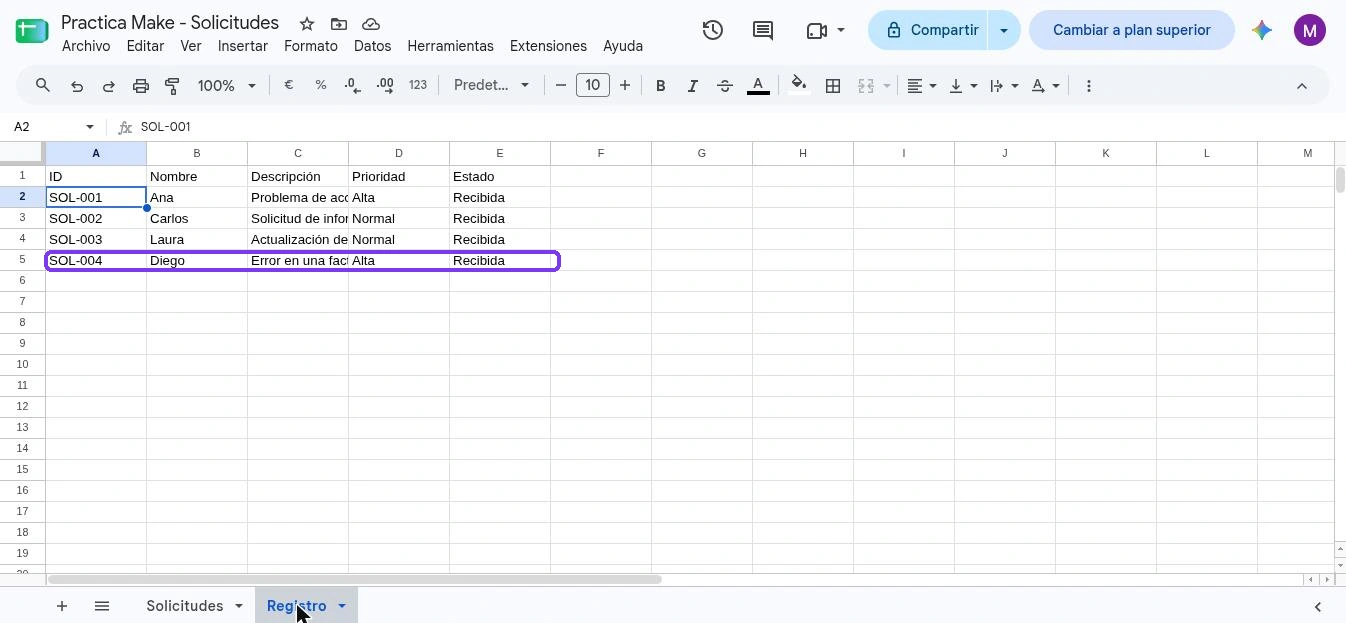 Practica Make - Solicitudes
Archivo Editar Ver Insertar Formato Datos Herramientas Extensiones Ayuda
Compartir
Cambiar a plan superior
M
100% € % .0 .00 123 Predet... 10 B I S A A
A2 fx SOL-001
A B C D E F G H I J K L M
1 ID Nombre Descripción Prioridad Estado
2 SOL-001 Ana Problema de acc Alta Recibida
3 SOL-002 Carlos Solicitud de infor Normal Recibida
4 SOL-003 Laura Actualización de Normal Recibida
5 SOL-004 Diego Error en una fact Alta Recibida
6
7
8
9
10
11
12
13
14
15
16
17
18
19
20
Solicitudes Registro